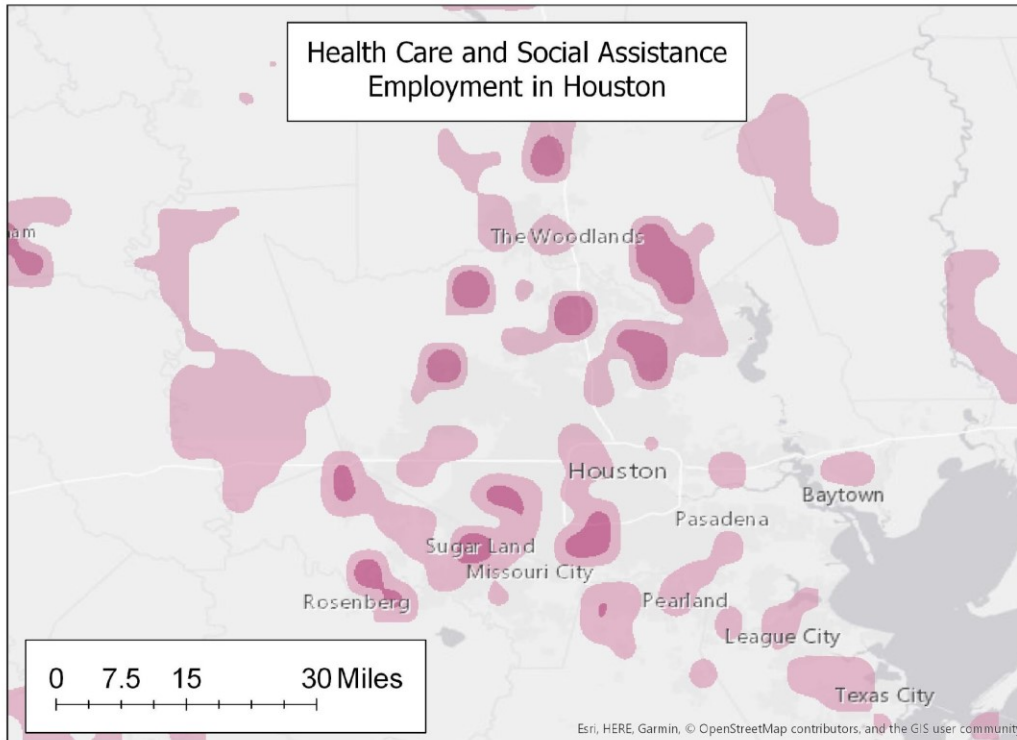 Health Care and Social Assistance
Employment in Houston
ham
The Woodlands
Houston
Baytown
Pasadena
Sugar Land
Missouri City
Rosenberg
Pearland
League City
Texas City
0 7.5 15 30 Miles
Esri, HERE, Garmin, © OpenStreetMap contributors, and the GIS user community